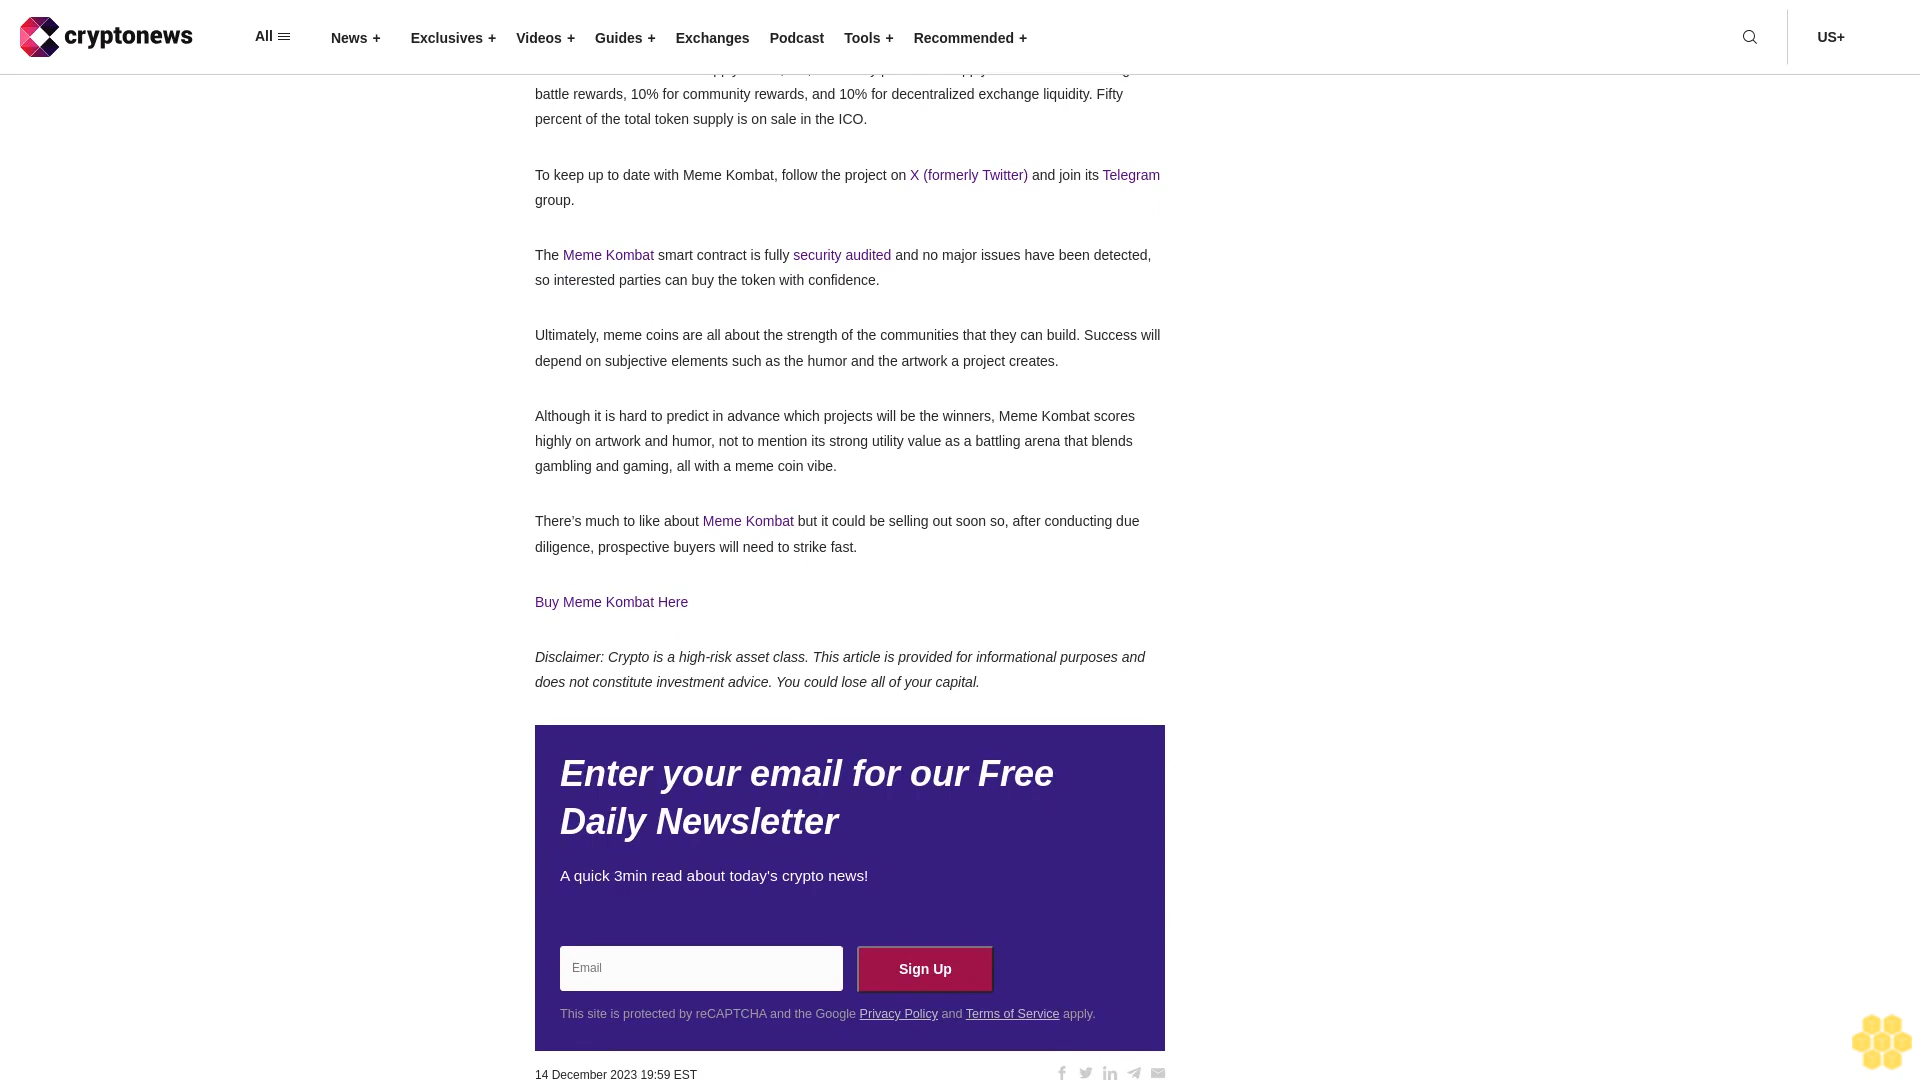 cryptonews
All
News +
Exclusives +
Videos +
Guides +
Exchanges
Podcast
Tools +
Recommended +
US+
battle rewards, 10% for community rewards, and 10% for decentralized exchange liquidity. Fifty
percent of the total token supply is on sale in the ICO.
To keep up to date with Meme Kombat, follow the project on X (formerly Twitter) and join its Telegram
group.
The Meme Kombat smart contract is fully security audited and no major issues have been detected,
so interested parties can buy the token with confidence.
Ultimately, meme coins are all about the strength of the communities that they can build. Success will
depend on subjective elements such as the humor and the artwork a project creates.
Although it is hard to predict in advance which projects will be the winners, Meme Kombat scores
highly on artwork and humor, not to mention its strong utility value as a battling arena that blends
gambling and gaming, all with a meme coin vibe.
There’s much to like about Meme Kombat but it could be selling out soon so, after conducting due
diligence, prospective buyers will need to strike fast.
Buy Meme Kombat Here
Disclaimer: Crypto is a high-risk asset class. This article is provided for informational purposes and
does not constitute investment advice. You could lose all of your capital.
Enter your email for our Free
Daily Newsletter
A quick 3min read about today's crypto news!
Email
Sign Up
This site is protected by reCAPTCHA and the Google Privacy Policy and Terms of Service apply.
14 December 2023 19:59 EST